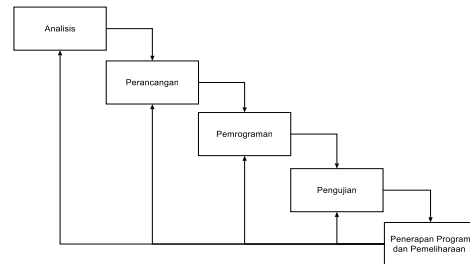 Analisis
Perancangan
Pemrograman
Pengujian
Penerapan Program
dan Pemeliharaan